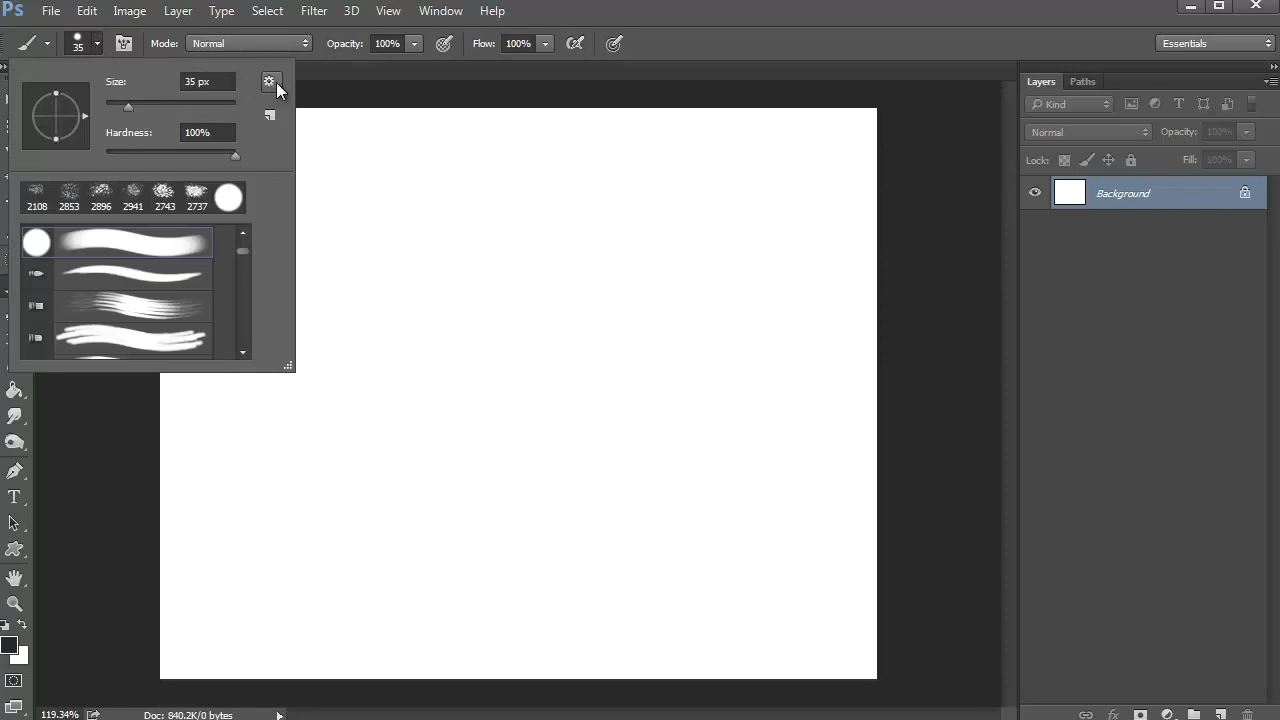 Ps File Edit Image Layer Type Select Filter 3D View Window Help
35 Mode: Normal Opacity: 100% Flow: 100% Essentials
Size: 35 px
Hardness: 100%
2108 2853 2896 2941 2743 2737
Layers Paths
Kind
Normal Opacity: 100%
Lock: Fill: 100%
Background
T
119.34% Doc: 840.2K/0 bytes
fx